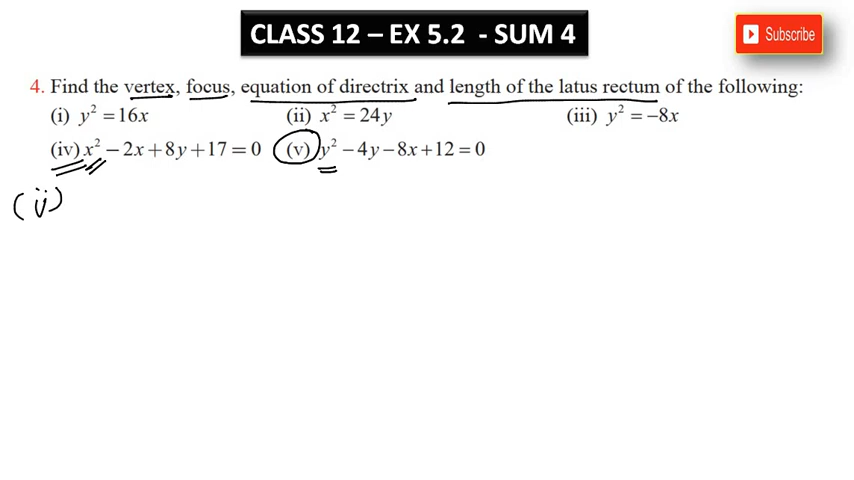 CLASS 12 – EX 5.2 - SUM 4
Subscribe
4. Find the vertex, focus, equation of directrix and length of the latus rectum of the following:
(i) y² = 16x (ii) x² = 24y (iii) y² = −8x
(iv) x² − 2x + 8y + 17 = 0 (v) y² − 4y − 8x + 12 = 0